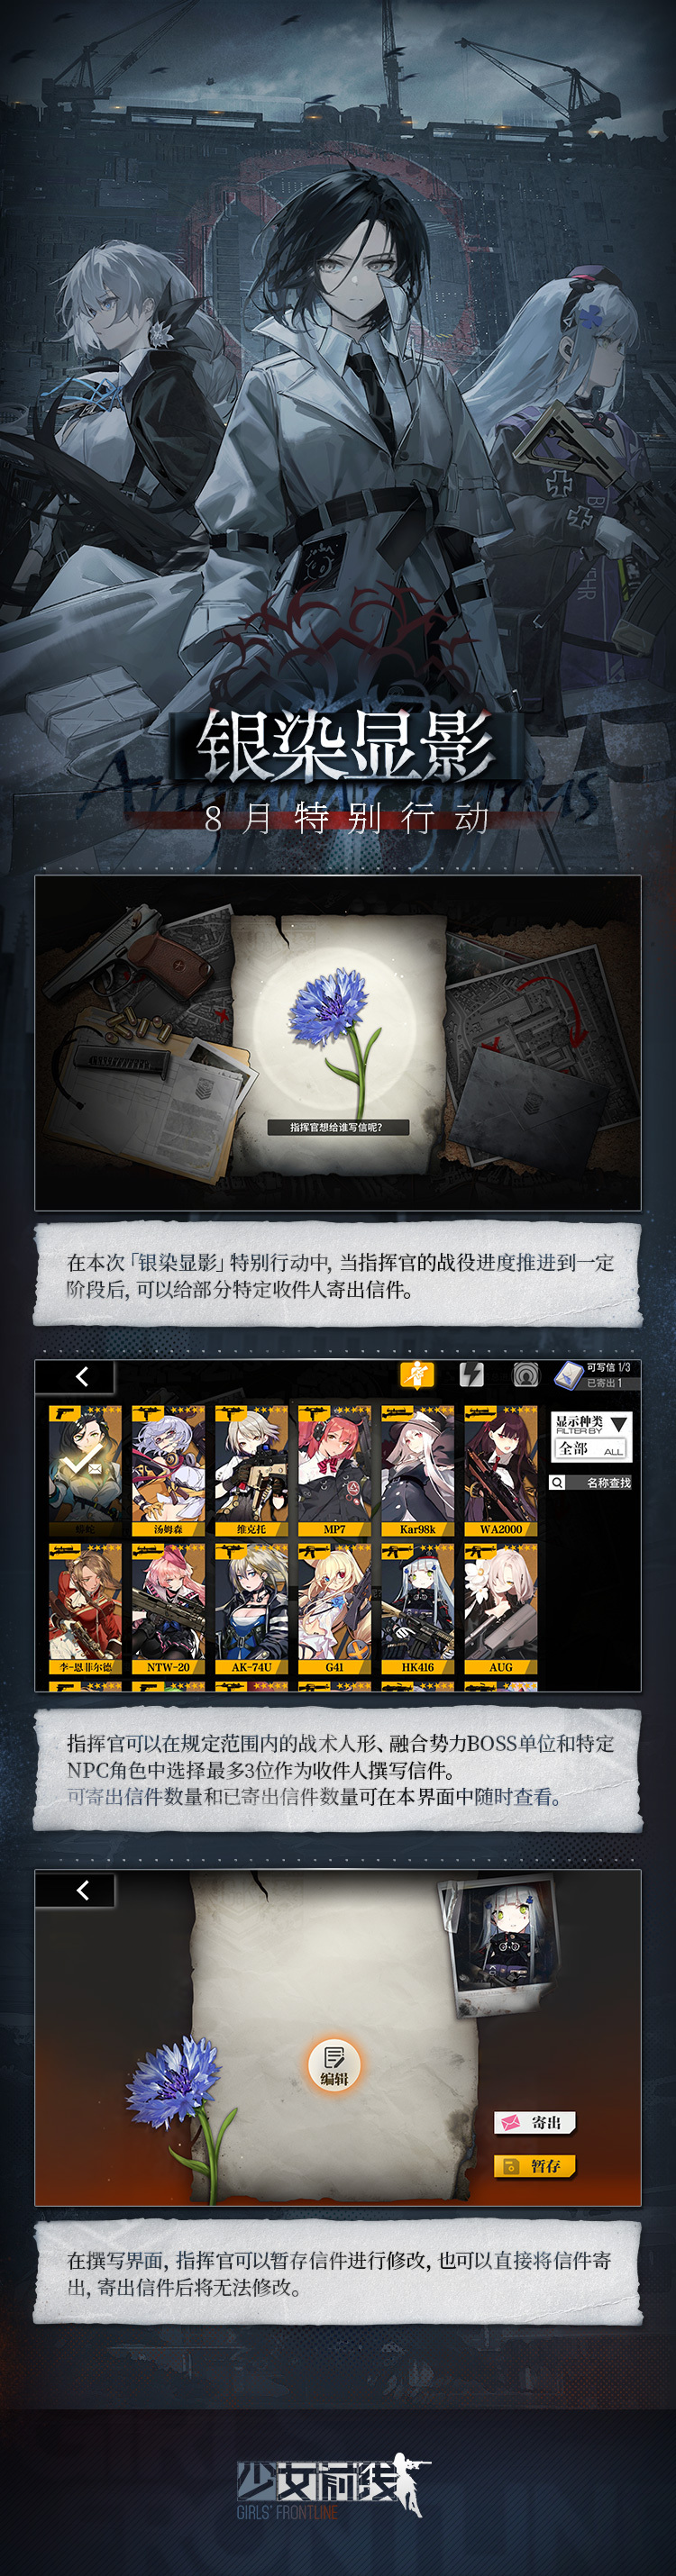 银染显影
8月特别行动
指挥官想给谁写信呢?
在本次「银染显影」特别行动中, 当指挥官的战役进度推进到一定
阶段后, 可以给部分特定收件人寄出信件。
可写信 1/3
已寄出 1
显示种类
FILTER BY
全部 ALL
名称查找
汤姆森
维克托
MP7
Kar98k
WA2000
李-恩菲尔德
NTW-20
AK-74U
G41
HK416
AUG
指挥官可以在规定范围内的战术人形、融合势力BOSS单位和特定
NPC角色中选择最多3位作为收件人撰写信件。
可寄出信件数量和已寄出信件数量可在本界面中随时查看。
编辑
寄出
暂存
在撰写界面, 指挥官可以暂存信件进行修改, 也可以直接将信件寄
出, 寄出信件后将无法修改。
少女前线
GIRLS' FRONTLINE